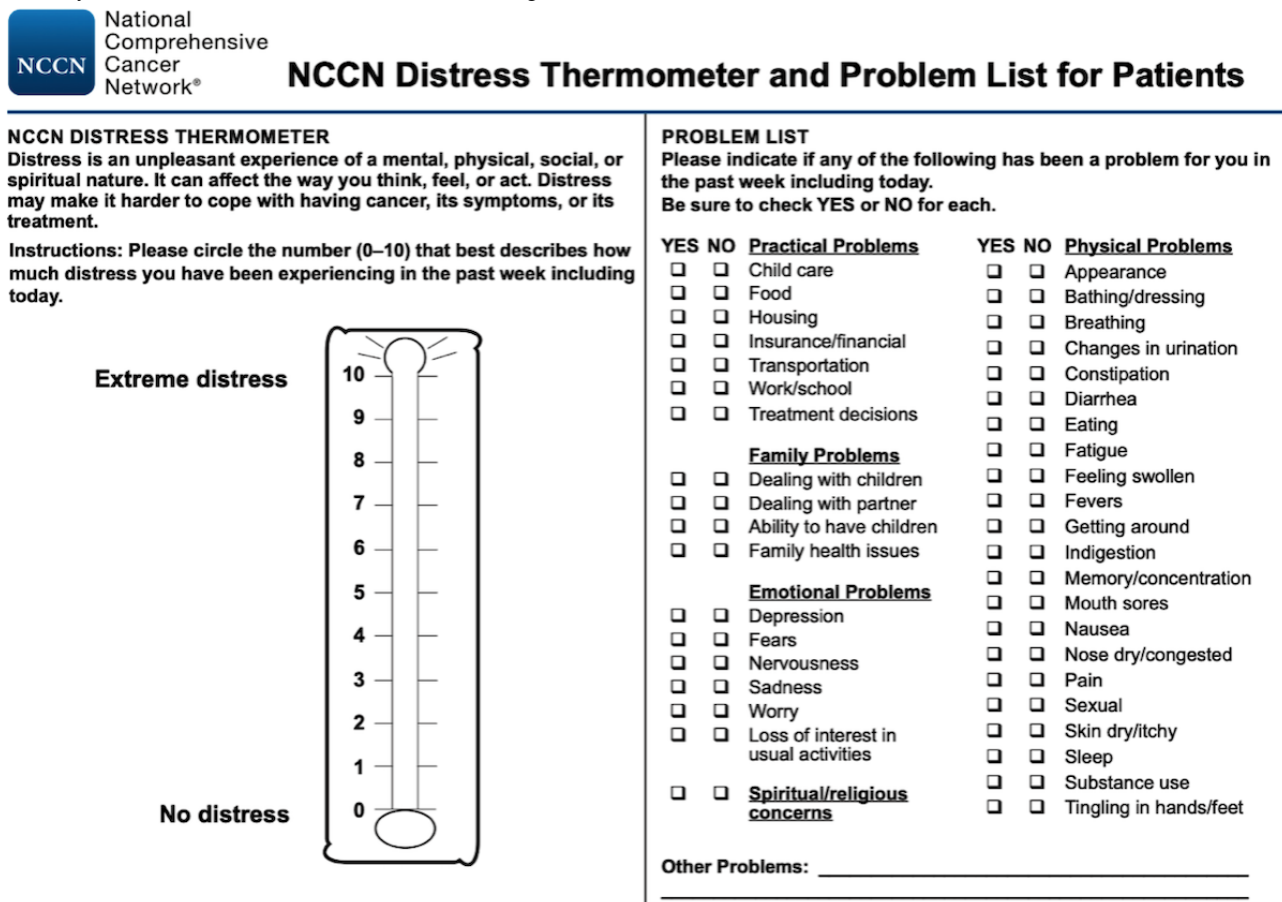 National
Comprehensive
Cancer
Network®
NCCN
NCCN Distress Thermometer and Problem List for Patients
NCCN DISTRESS THERMOMETER
Distress is an unpleasant experience of a mental, physical, social, or
spiritual nature. It can affect the way you think, feel, or act. Distress
may make it harder to cope with having cancer, its symptoms, or its
treatment.
Instructions: Please circle the number (0–10) that best describes how
much distress you have been experiencing in the past week including
today.
Extreme distress
10
9
8
7
6
5
4
3
2
1
0
No distress
PROBLEM LIST
Please indicate if any of the following has been a problem for you in
the past week including today.
Be sure to check YES or NO for each.
YES NO Practical Problems
Child care
Food
Housing
Insurance/financial
Transportation
Work/school
Treatment decisions
Family Problems
Dealing with children
Dealing with partner
Ability to have children
Family health issues
Emotional Problems
Depression
Fears
Nervousness
Sadness
Worry
Loss of interest in
usual activities
Spiritual/religious
concerns
YES NO Physical Problems
Appearance
Bathing/dressing
Breathing
Changes in urination
Constipation
Diarrhea
Eating
Fatigue
Feeling swollen
Fevers
Getting around
Indigestion
Memory/concentration
Mouth sores
Nausea
Nose dry/congested
Pain
Sexual
Skin dry/itchy
Sleep
Substance use
Tingling in hands/feet
Other Problems: